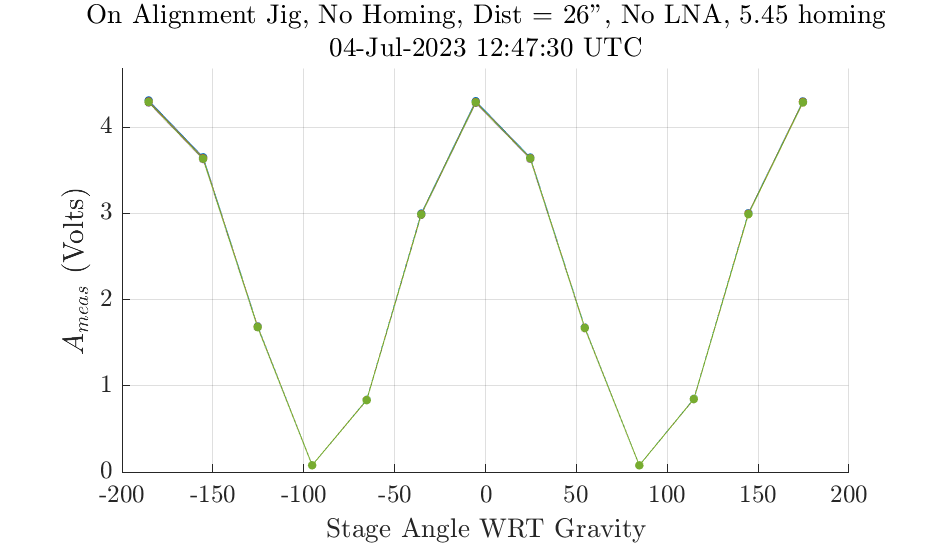 On Alignment Jig, No Homing, Dist = 26", No LNA, 5.45 homing
04-Jul-2023 12:47:30 UTC
A_meas (Volts)
4
3
2
1
0
-200 -150 -100 -50 0 50 100 150 200
Stage Angle WRT Gravity